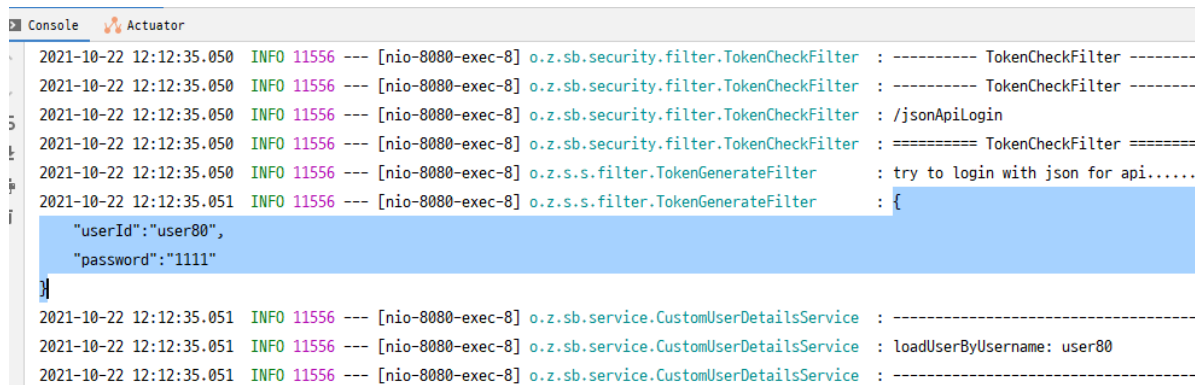 Console Actuator
2021-10-22 12:12:35.050 INFO 11556 --- [nio-8080-exec-8] o.z.sb.security.filter.TokenCheckFilter : ---------- TokenCheckFilter --------
2021-10-22 12:12:35.050 INFO 11556 --- [nio-8080-exec-8] o.z.sb.security.filter.TokenCheckFilter : ---------- TokenCheckFilter --------
2021-10-22 12:12:35.050 INFO 11556 --- [nio-8080-exec-8] o.z.sb.security.filter.TokenCheckFilter : /jsonApiLogin
2021-10-22 12:12:35.050 INFO 11556 --- [nio-8080-exec-8] o.z.sb.security.filter.TokenCheckFilter : ========== TokenCheckFilter ========
2021-10-22 12:12:35.050 INFO 11556 --- [nio-8080-exec-8] o.z.s.s.filter.TokenGenerateFilter : try to login with json for api......
2021-10-22 12:12:35.051 INFO 11556 --- [nio-8080-exec-8] o.z.s.s.filter.TokenGenerateFilter : {
"userId":"user80",
"password":"1111"
}
2021-10-22 12:12:35.051 INFO 11556 --- [nio-8080-exec-8] o.z.sb.service.CustomUserDetailsService : -----------------------------------
2021-10-22 12:12:35.051 INFO 11556 --- [nio-8080-exec-8] o.z.sb.service.CustomUserDetailsService : loadUserByUsername: user80
2021-10-22 12:12:35.051 INFO 11556 --- [nio-8080-exec-8] o.z.sb.service.CustomUserDetailsService : -----------------------------------